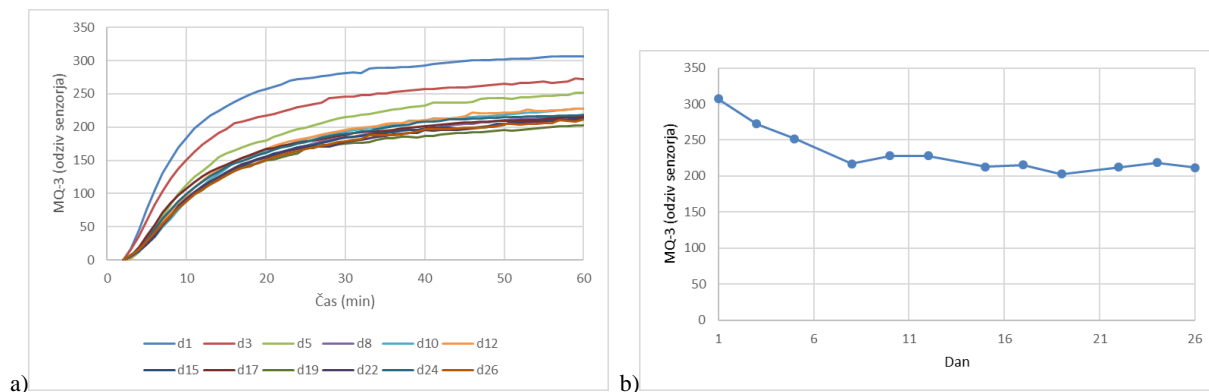 350
300
250
200
150
100
50
0
MQ-3 (odziv senzorja)
0 10 20 30 40 50 60
Čas (min)
d1 d3 d5 d8 d10 d12
d15 d17 d19 d22 d24 d26
a)
350
300
250
200
150
100
50
0
MQ-3 (odziv senzorja)
1 6 11 16 21 26
Dan
b)